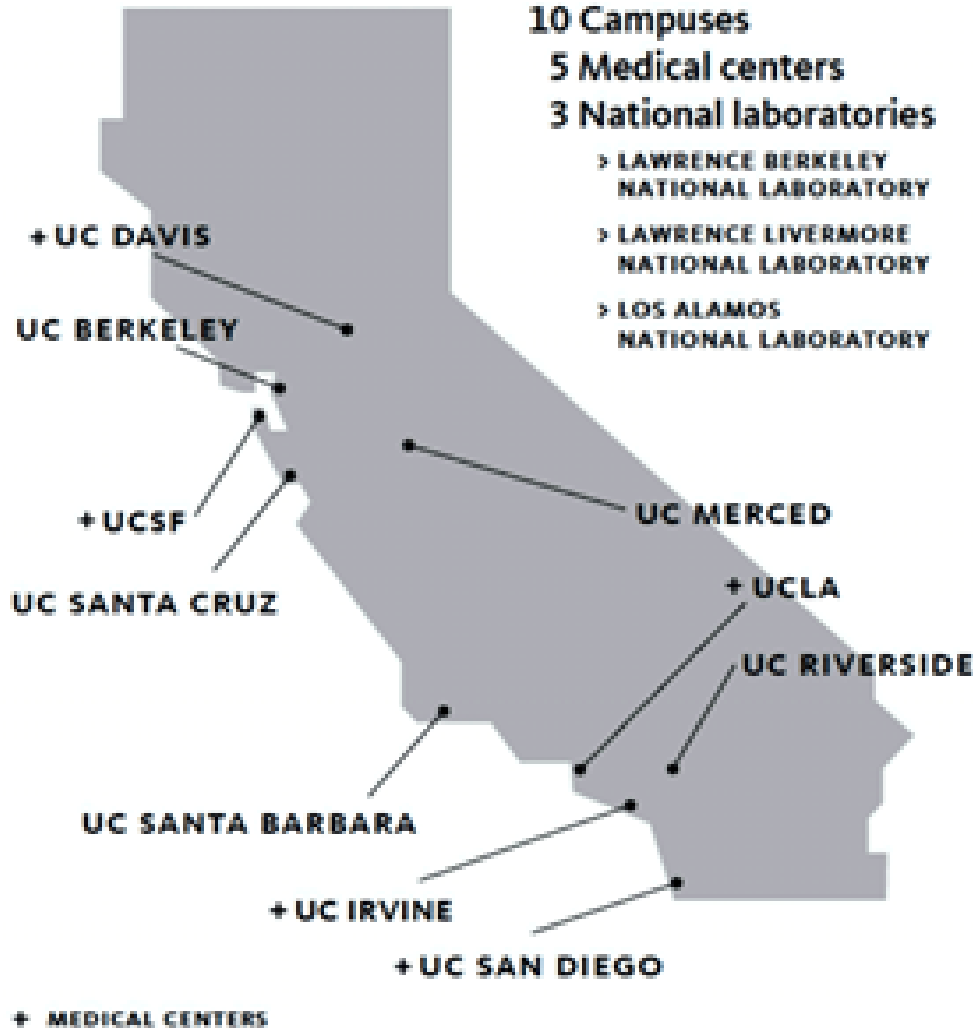 10 Campuses
5 Medical centers
3 National laboratories
> LAWRENCE BERKELEY
NATIONAL LABORATORY
> LAWRENCE LIVERMORE
NATIONAL LABORATORY
> LOS ALAMOS
NATIONAL LABORATORY
+ UC DAVIS
UC BERKELEY
+ UCSF
UC MERCED
UC SANTA CRUZ
+ UCLA
UC RIVERSIDE
UC SANTA BARBARA
+ UC IRVINE
+ UC SAN DIEGO
+ MEDICAL CENTERS